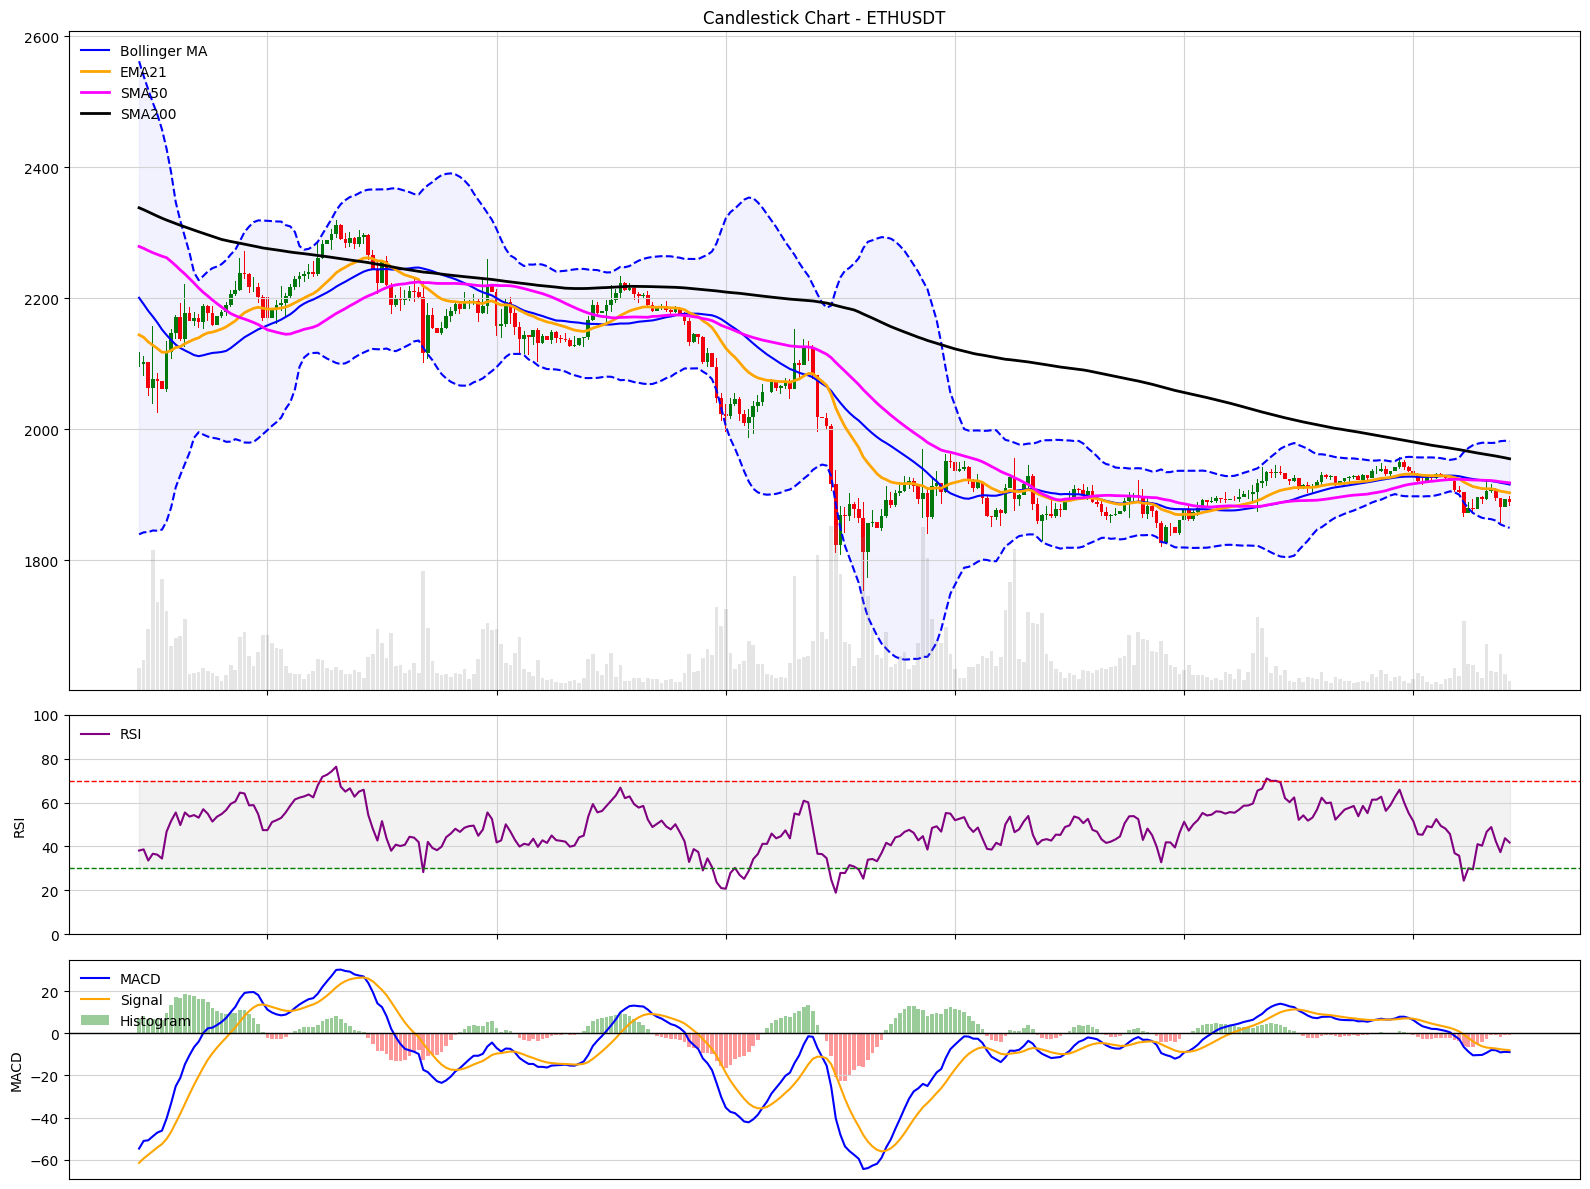 Candlestick Chart - ETHUSDT
2600
2400
2200
2000
1800
Bollinger MA
EMA21
SMA50
SMA200
100
80
60
40
20
0
RSI
RSI
20
0
−20
−40
−60
MACD
MACD
Signal
Histogram